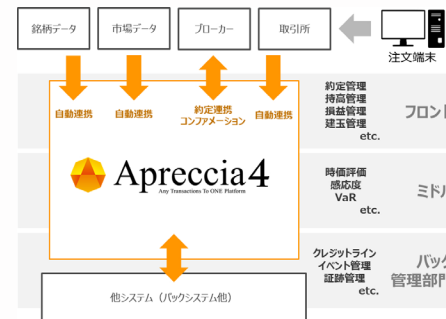 銘柄データ
市場データ
ブローカー
取引所
注文端末
自動連携
自動連携
約定連携
コンファメーション
自動連携
約定管理
持高管理
損益管理
建玉管理
etc.
フロント
Apreccia4
Any Transactions To ONE Platform
時価評価
感応度
VaR
etc.
ミドル
クレジットライン
イベント管理
証跡管理
etc.
バック
管理部門
他システム（バックシステム他）